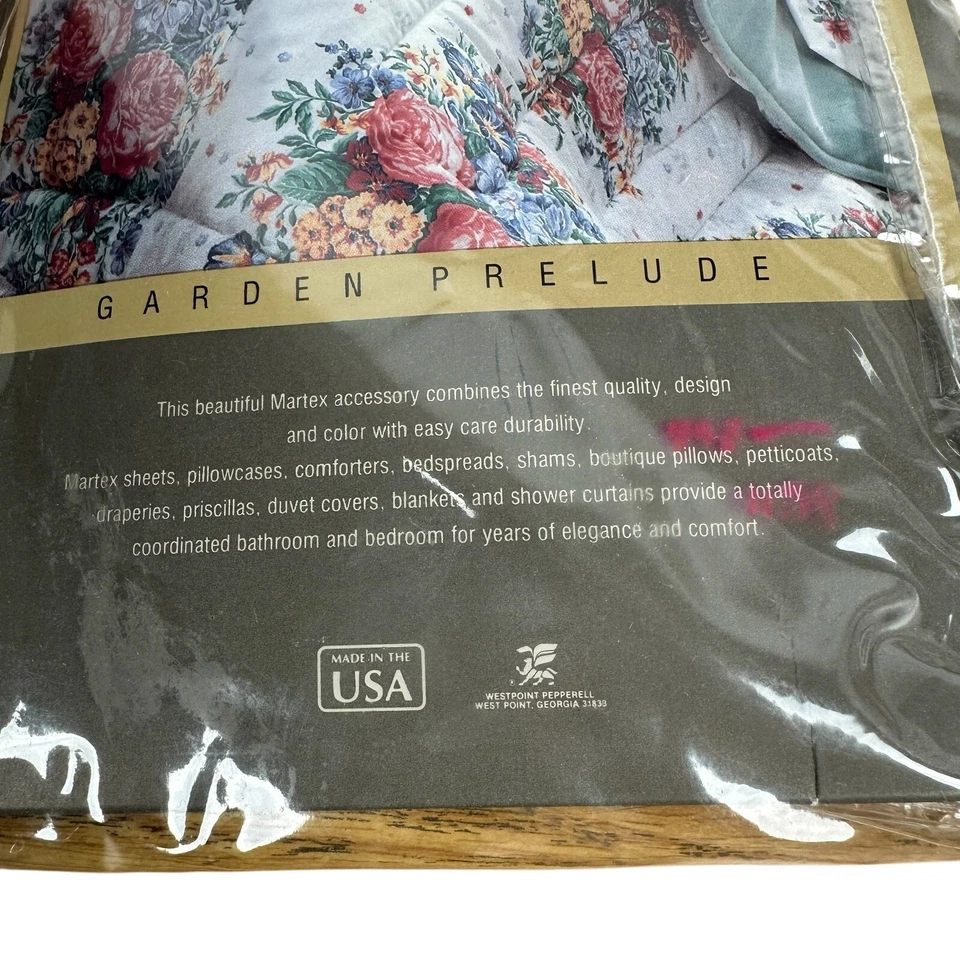 GARDEN PRELUDE
This beautiful Martex accessory combines the finest quality, design
and color with easy care durability.
Martex sheets, pillowcases, comforters, bedspreads, shams, boutique pillows, petticoats,
draperies, priscillas, duvet covers, blankets and shower curtains provide a totally
coordinated bathroom and bedroom for years of elegance and comfort.
MADE IN THE
USA
WESTPOINT PEPPERELL
WEST POINT, GEORGIA 31833